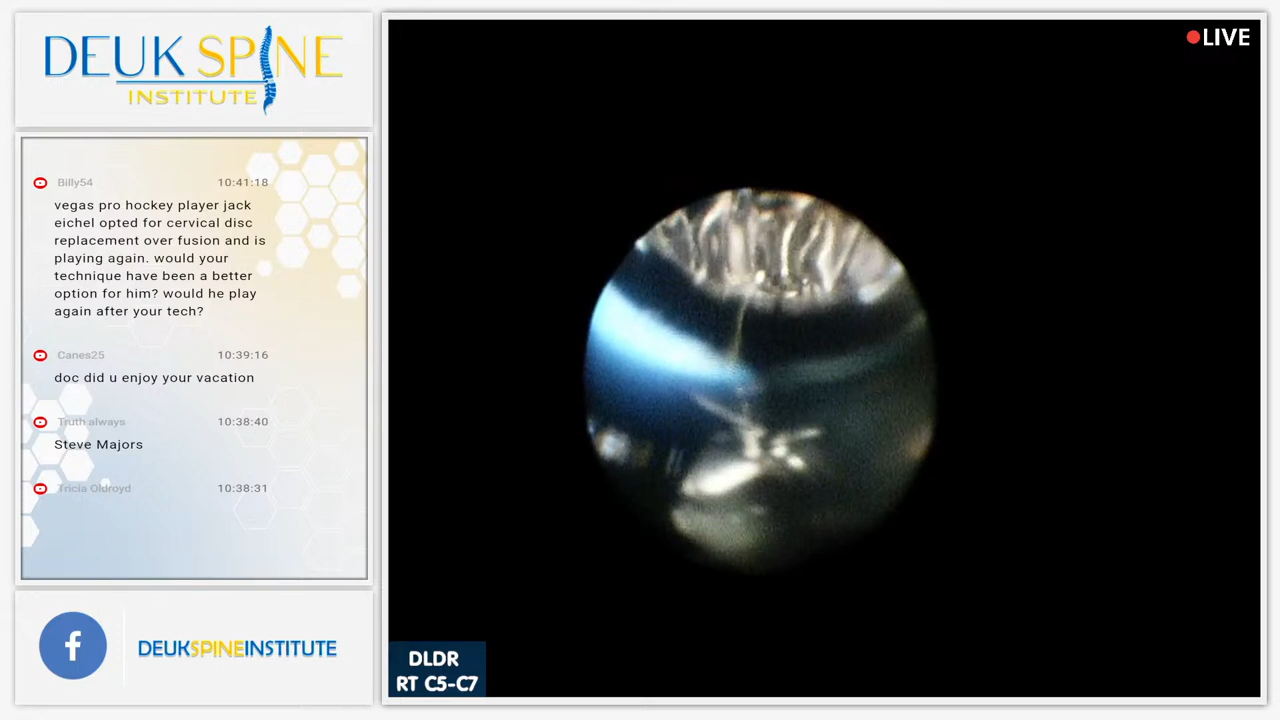 DEUK SPINE
INSTITUTE
Billy54 10:41:18
vegas pro hockey player jack
eichel opted for cervical disc
replacement over fusion and is
playing again. would your
technique have been a better
option for him? would he play
again after your tech?
Canes25 10:39:16
doc did u enjoy your vacation
Truth always 10:38:40
Steve Majors
Tricia Oldroyd 10:38:31
f DEUKSPINEINSTITUTE
LIVE
DLDR
RT C5-C7